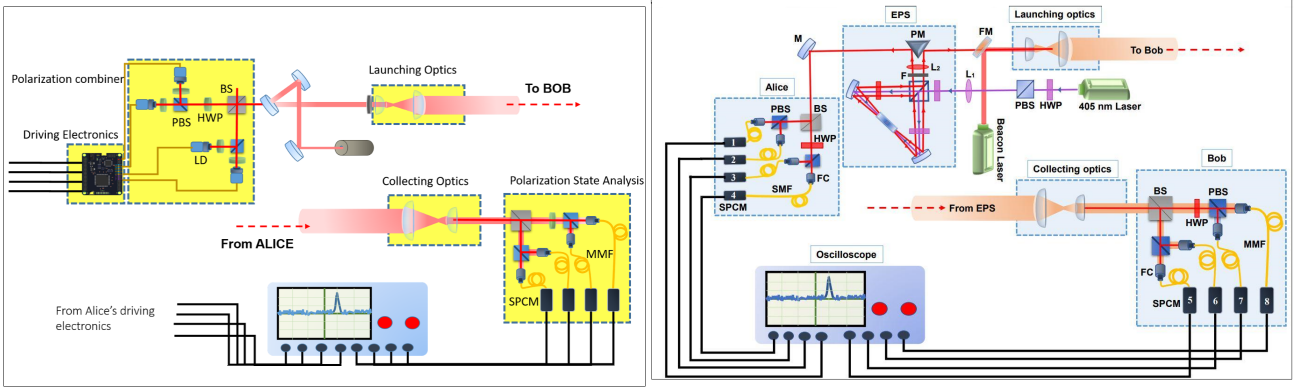 Polarization combiner
BS
PBS
HWP
Driving Electronics
LD
Launching Optics
To BOB
Collecting Optics
Polarization State Analysis
From ALICE
MMF
SPCM
From Alice's driving
electronics
EPS
Launching optics
M
PM
FM
To Bob
L₂
F
L₁
Alice
PBS
BS
PBS
HWP
405 nm Laser
Beacon Laser
HWP
1
2
3
4
FC
SMF
SPCM
Collecting optics
Bob
BS
PBS
From EPS
HWP
MMF
FC
Oscilloscope
SPCM
5
6
7
8